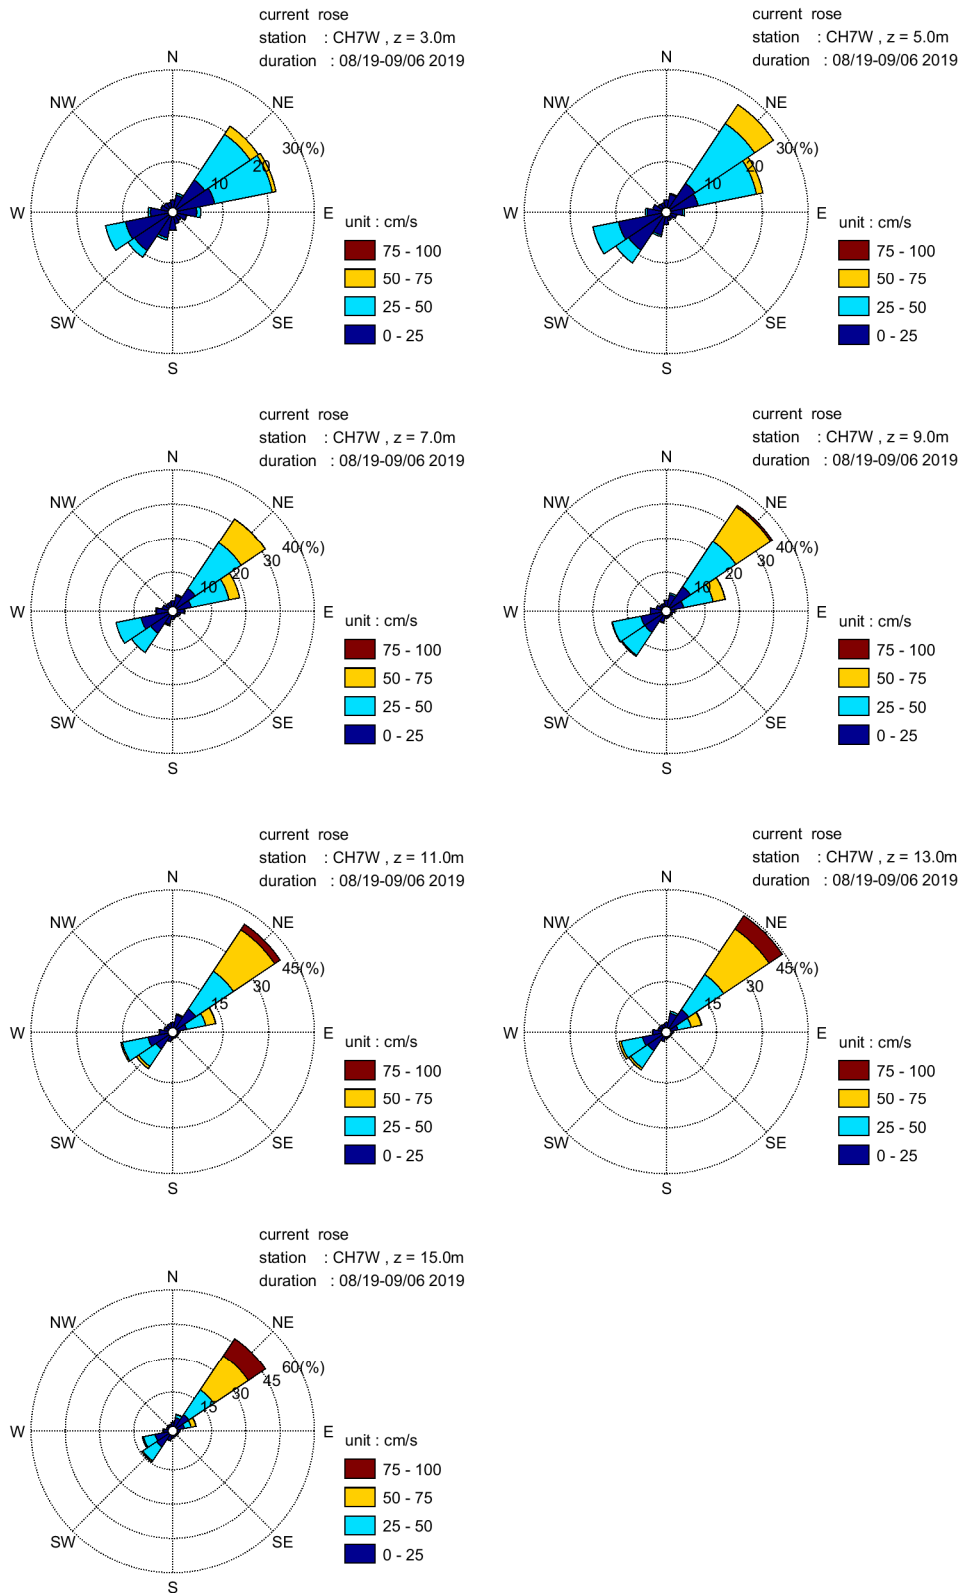 current rose
station : CH7W , z = 3.0m
duration : 08/19-09/06 2019
N
NW
NE
30(%)
20
10
W
E
unit : cm/s
75 - 100
50 - 75
25 - 50
0 - 25
SW
SE
S
current rose
station : CH7W , z = 5.0m
duration : 08/19-09/06 2019
N
NW
NE
30(%)
20
10
W
E
unit : cm/s
75 - 100
50 - 75
25 - 50
0 - 25
SW
SE
S
current rose
station : CH7W , z = 7.0m
duration : 08/19-09/06 2019
N
NW
NE
40(%)
30
20
10
W
E
unit : cm/s
75 - 100
50 - 75
25 - 50
0 - 25
SW
SE
S
current rose
station : CH7W , z = 9.0m
duration : 08/19-09/06 2019
N
NW
NE
40(%)
30
20
10
W
E
unit : cm/s
75 - 100
50 - 75
25 - 50
0 - 25
SW
SE
S
current rose
station : CH7W , z = 11.0m
duration : 08/19-09/06 2019
N
NW
NE
45(%)
30
15
W
E
unit : cm/s
75 - 100
50 - 75
25 - 50
0 - 25
SW
SE
S
current rose
station : CH7W , z = 13.0m
duration : 08/19-09/06 2019
N
NW
NE
45(%)
30
15
W
E
unit : cm/s
75 - 100
50 - 75
25 - 50
0 - 25
SW
SE
S
current rose
station : CH7W , z = 15.0m
duration : 08/19-09/06 2019
N
NW
NE
60(%)
45
30
15
W
E
unit : cm/s
75 - 100
50 - 75
25 - 50
0 - 25
SW
SE
S